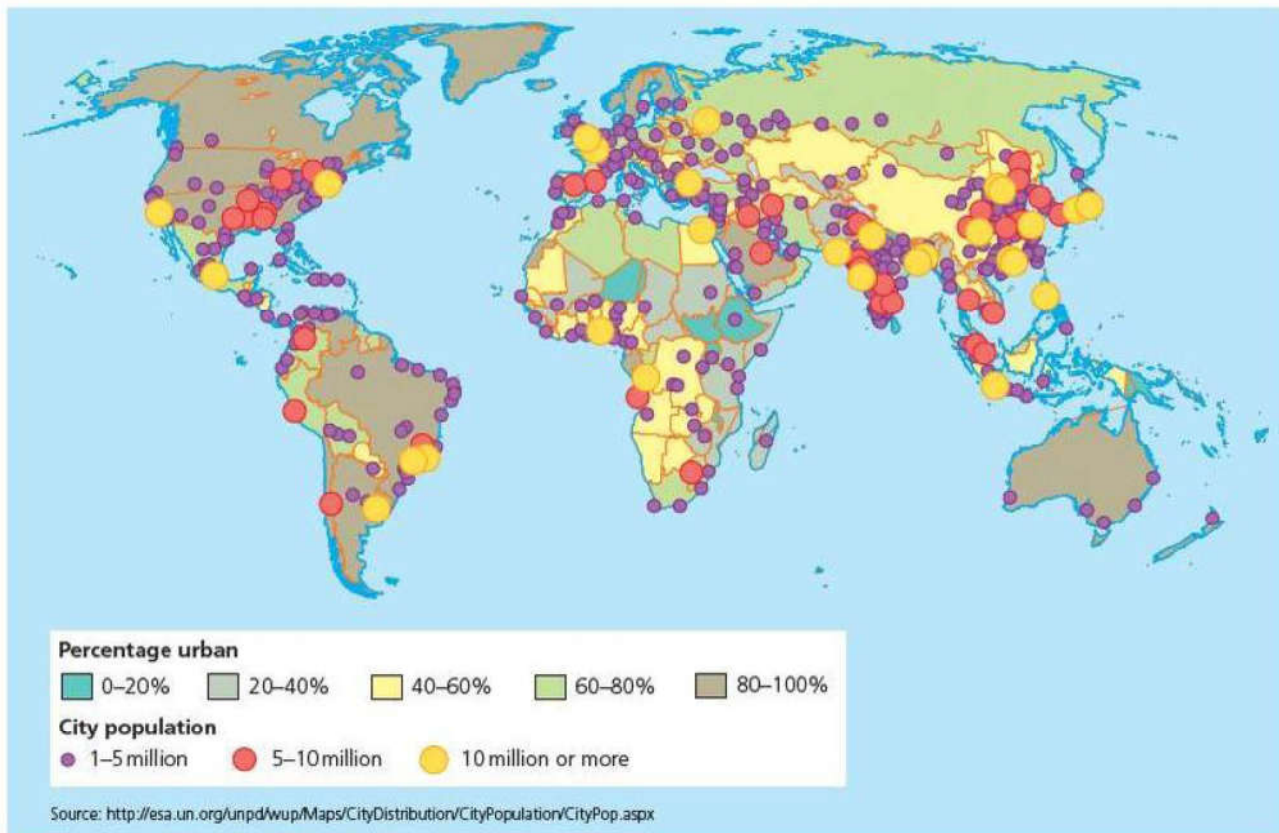 Percentage urban
0–20% 20–40% 40–60% 60–80% 80–100%
City population
1–5 million 5–10 million 10 million or more
Source: http://esa.un.org/unpd/wup/Maps/CityDistribution/CityPopulation/CityPop.aspx